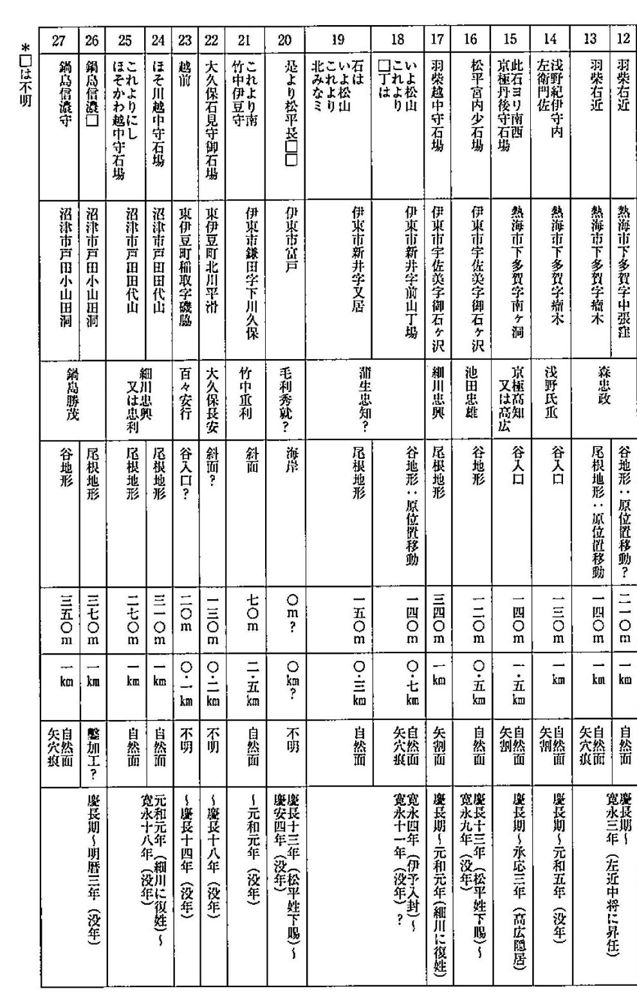 12
羽柴右近
熱海市下多賀字中張窪
森忠政
谷地形：原位置移動？
二一〇m
一km
自然面
慶長期～
寛永三年（左近中将に昇任）
13
羽柴右近
熱海市下多賀字瘤木
尾根地形：原位置移動
一四〇m
一km
自然面
矢穴痕
14
浅野紀伊守内
左衛門佐
熱海市下多賀字瘤木
浅野氏重
谷入口
一三〇m
一km
自然面
矢割
慶長期～元和五年（没年）
15
此石ヨリ南西
京極丹後守石場
熱海市下多賀字南ヶ洞
京極高知
又は高広
谷入口
一四〇m
一・五km
自然面
矢割
慶長期～承応三年（高広隠居）
16
松平宮内少石場
伊東市宇佐美字御石ヶ沢
池田忠雄
谷地形
一二〇m
〇・五km
自然面
慶長十三年（松平姓下賜）～
寛永九年（没年）
17
羽柴越中守石場
伊東市宇佐美字御石ヶ沢
細川忠興
尾根地形
三四〇m
一km
矢割面
慶長期～元和元年（細川に復姓）
18
いよ松山
これより
□丁は
伊東市新井字前山丁場
蒲生忠知？
谷地形：原位置移動
一四〇m
〇・七km
自然面
矢穴痕
寛永四年（伊予入封）～
寛永十一年（没年）？
19
石は
いよ松山
これより
北みなミ
伊東市新井字又居
尾根地形
一五〇m
〇・三km
自然面
20
是より松平長□□
伊東市富戸
毛利秀就？
海岸
〇m？
〇km？
不明
慶長十三年（松平姓下賜）～
慶安四年（没年）
21
これより南
竹中伊豆守
伊東市鎌田字下川久保
竹中重利
斜面
七〇m
二・五km
自然面
～元和元年（没年）
22
大久保石見守御石場
東伊豆町北川平滑
大久保長安
斜面？
一三〇m
〇・二km
不明
～慶長十八年（没年）
23
越前
東伊豆町稲取字磯脇
百々安行
谷入口？
二〇m
〇・一km
不明
～慶長十四年（没年）
24
ほそ川越中守石場
沼津市戸田田代山
細川忠興
又は忠利
尾根地形
三一〇m
一km
自然面
元和元年（細川に復姓）～
寛永十八年（没年）
25
これよりにし
ほそかわ越中守石場
沼津市戸田田代山
尾根地形
二七〇m
一km
自然面
26
鍋島信濃□
沼津市戸田小山田洞
鍋島勝茂
尾根地形
三七〇m
一km
盤加工？
慶長期～明暦三年（没年）
27
鍋島信濃守
沼津市戸田小山田洞
谷地形
三五〇m
一km
自然面
矢穴痕
＊□は不明